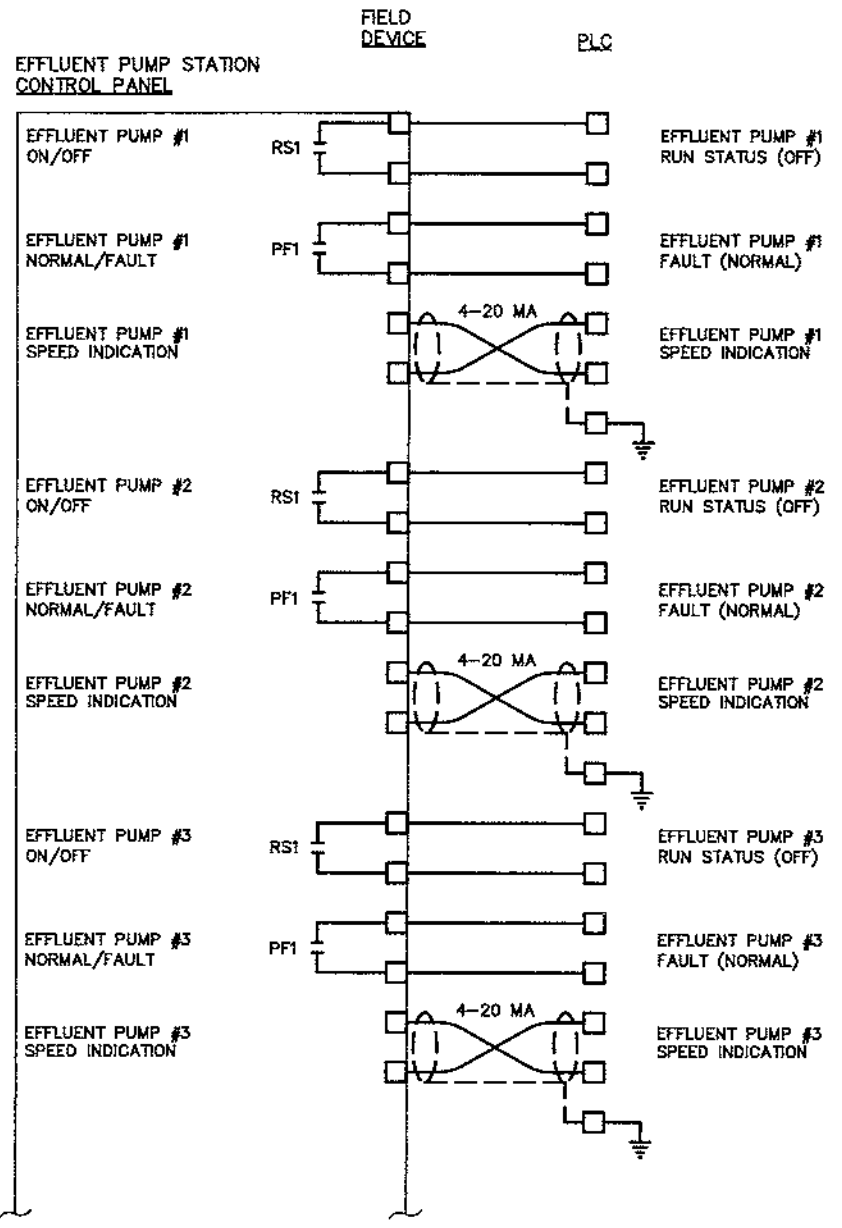 FIELD
DEVICE
PLC
EFFLUENT PUMP STATION
CONTROL PANEL
EFFLUENT PUMP #1
ON/OFF
RS1
EFFLUENT PUMP #1
RUN STATUS (OFF)
EFFLUENT PUMP #1
NORMAL/FAULT
PF1
EFFLUENT PUMP #1
FAULT (NORMAL)
4-20 MA
EFFLUENT PUMP #1
SPEED INDICATION
EFFLUENT PUMP #1
SPEED INDICATION
EFFLUENT PUMP #2
ON/OFF
RS1
EFFLUENT PUMP #2
RUN STATUS (OFF)
EFFLUENT PUMP #2
NORMAL/FAULT
PF1
EFFLUENT PUMP #2
FAULT (NORMAL)
4-20 MA
EFFLUENT PUMP #2
SPEED INDICATION
EFFLUENT PUMP #2
SPEED INDICATION
EFFLUENT PUMP #3
ON/OFF
RS1
EFFLUENT PUMP #3
RUN STATUS (OFF)
EFFLUENT PUMP #3
NORMAL/FAULT
PF1
EFFLUENT PUMP #3
FAULT (NORMAL)
4-20 MA
EFFLUENT PUMP #3
SPEED INDICATION
EFFLUENT PUMP #3
SPEED INDICATION